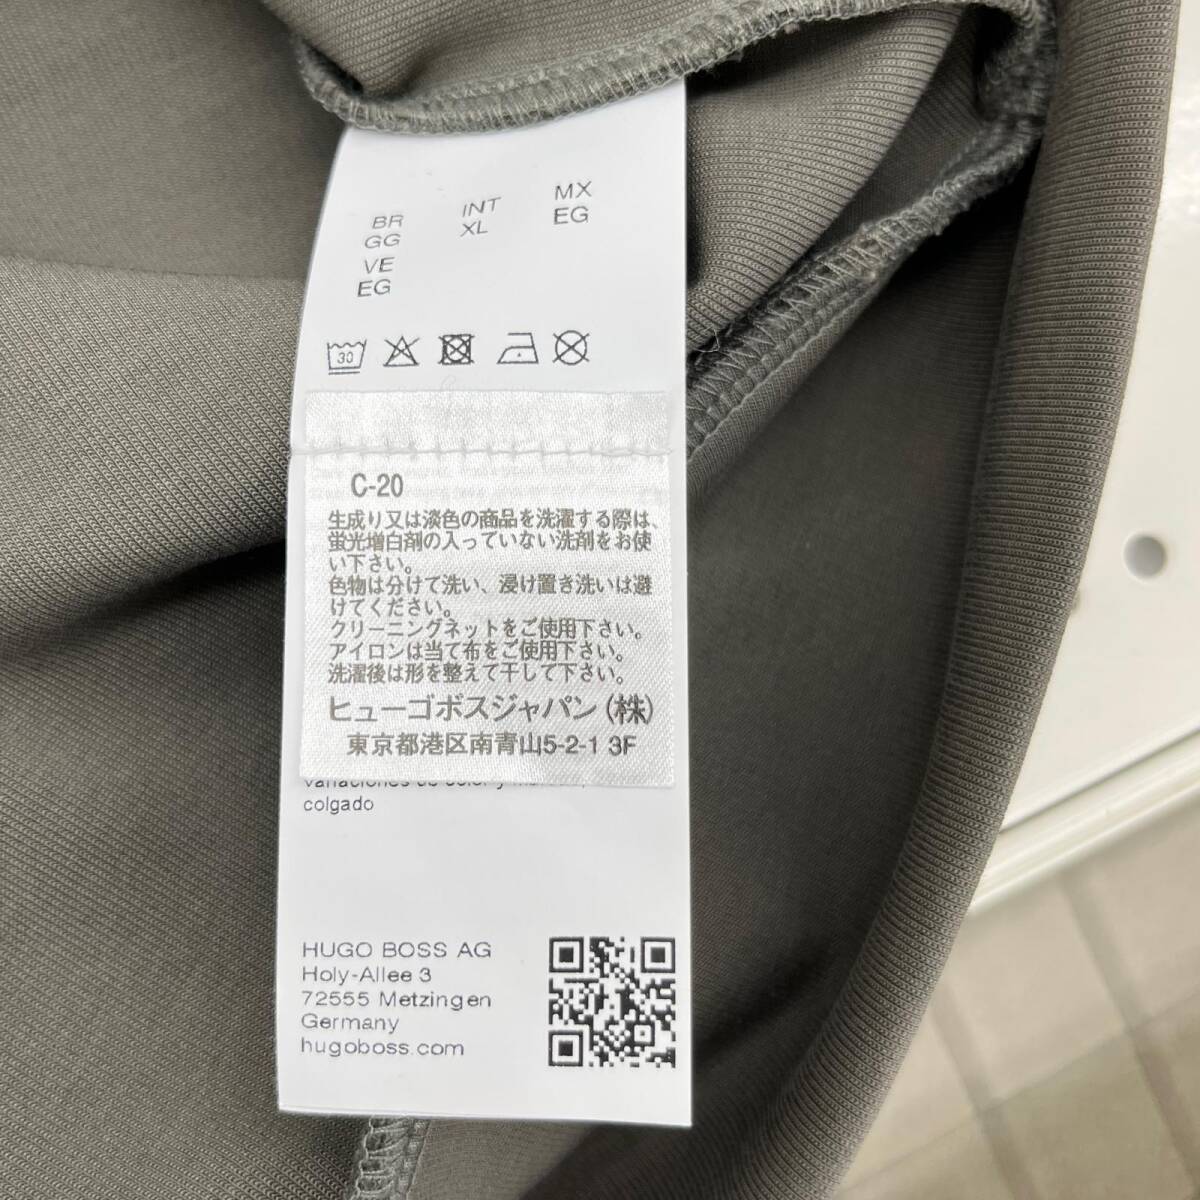 BR INT MX
GG XL EG
VE
EG
30
C-20
生成り又は淡色の商品を洗濯する際は、
蛍光増白剤の入っていない洗剤をお使
い下さい。
色物は分けて洗い、浸け置き洗いは避
けてください。
クリーニングネットをご使用下さい。
アイロンは当て布をご使用下さい。
洗濯後は形を整えて干して下さい。
ヒューゴボスジャパン(株)
東京都港区南青山5-2-1 3F
variaciones de color y
colgado
HUGO BOSS AG
Holy-Allee 3
72555 Metzingen
Germany
hugoboss.com